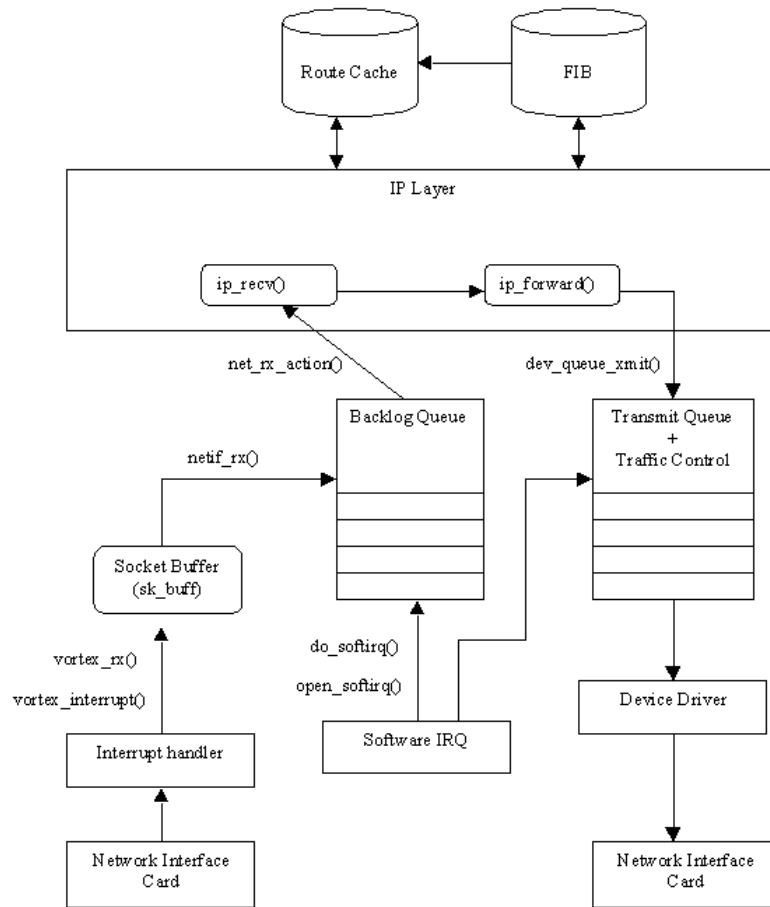 Route Cache
FIB
IP Layer
ip_recv()
ip_forward()
net_rx_action()
dev_queue_xmit()
Backlog Queue
Transmit Queue
+
Traffic Control
netif_rx()
Socket Buffer
(sk_buff)
do_softirq()
vortex_rx()
open_softirq()
vortex_interrupt()
Device Driver
Software IRQ
Interrupt handler
Network Interface
Card
Network Interface
Card